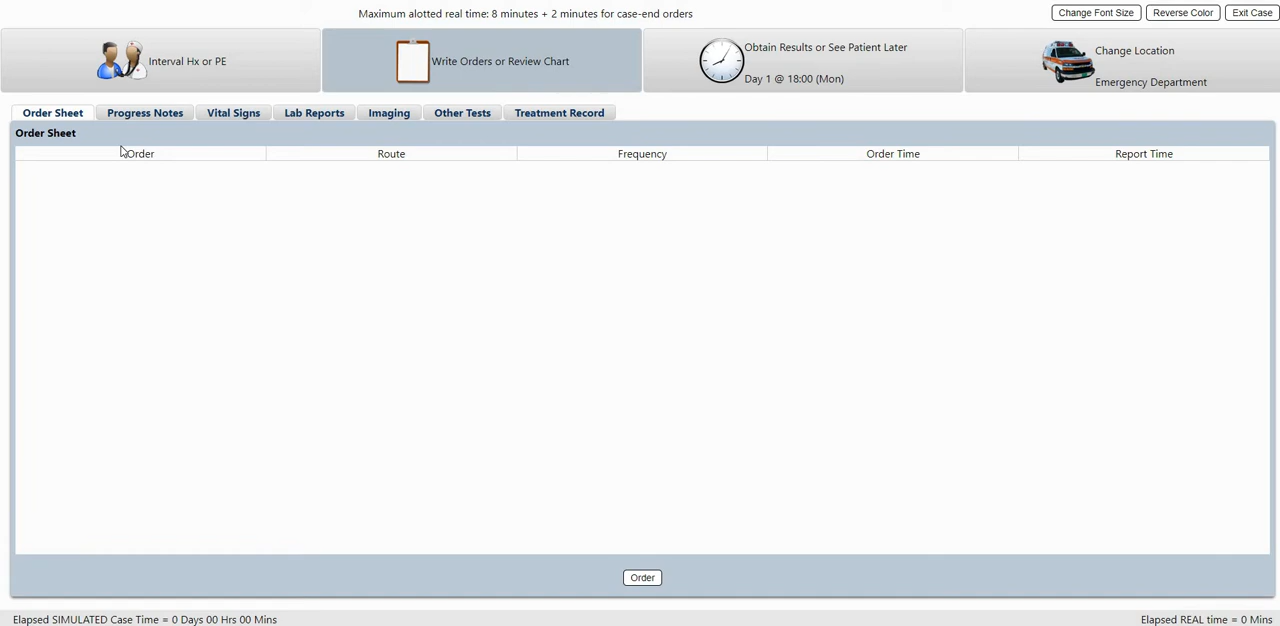 Maximum alotted real time: 8 minutes + 2 minutes for case-end orders
Change Font Size
Reverse Color
Exit Case
Interval Hx or PE
Write Orders or Review Chart
Obtain Results or See Patient Later
Day 1 @ 18:00 (Mon)
Change Location
Emergency Department
Order Sheet
Progress Notes
Vital Signs
Lab Reports
Imaging
Other Tests
Treatment Record
Order Sheet
Order
Route
Frequency
Order Time
Report Time
Order
Elapsed SIMULATED Case Time = 0 Days 00 Hrs 00 Mins
Elapsed REAL time = 0 Mins